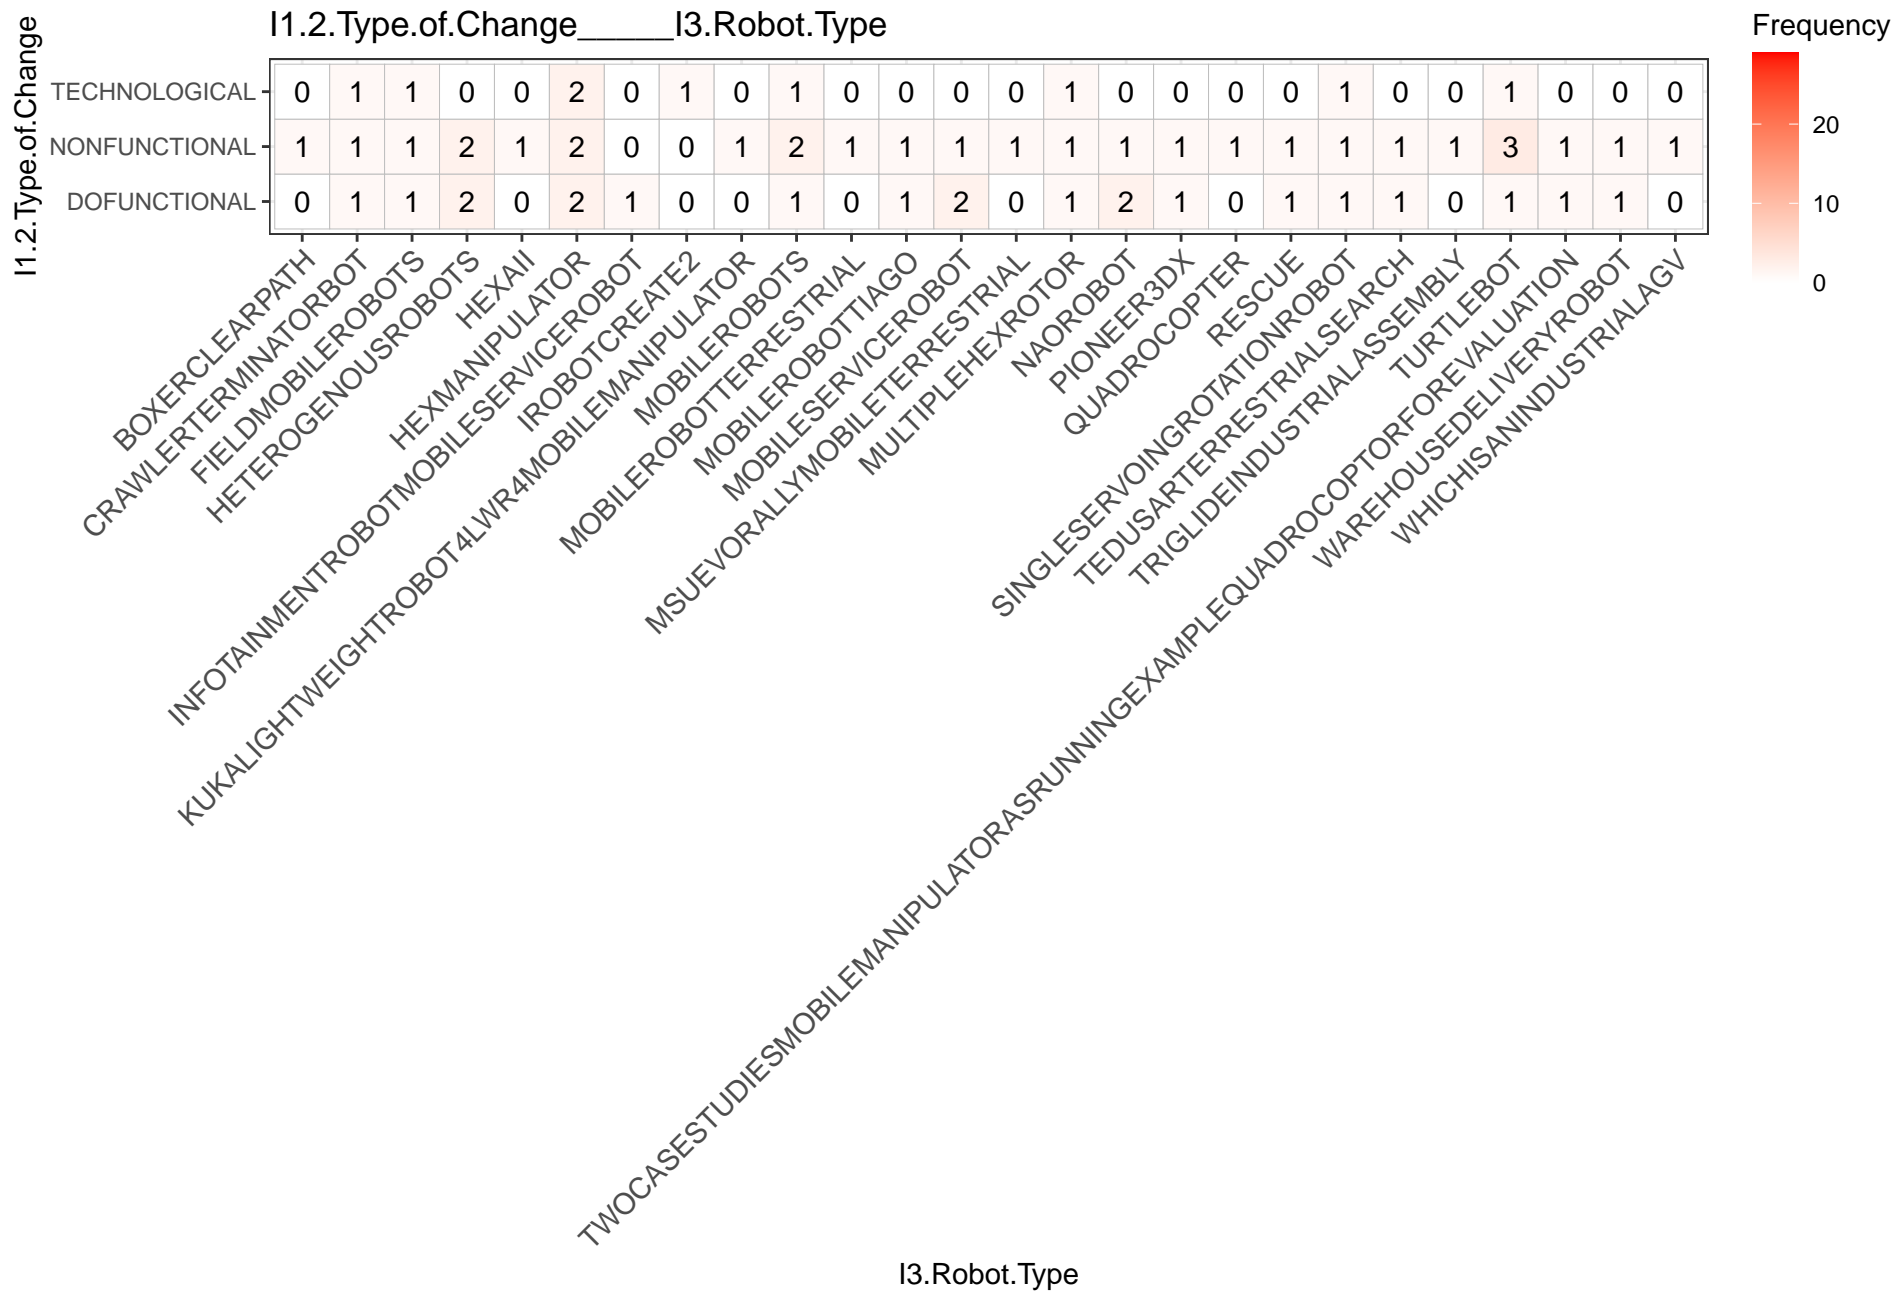 I1.2.Type.of.Change_____I3.Robot.Type
I1.2.Type.of.Change
TECHNOLOGICAL 0 1 1 0 0 2 0 1 0 1 0 0 0 0 1 0 0 0 0 1 0 0 1 0 0 0
NONFUNCTIONAL 1 1 1 2 1 2 0 0 1 2 1 1 1 1 1 1 1 1 1 1 1 1 3 1 1 1
DOFUNCTIONAL 0 1 1 2 0 2 1 0 0 1 0 1 2 0 1 2 1 0 1 1 1 0 1 1 1 0
BOXERCLEARPATH
CRAWLERTERMINATORBOT
FIELDMOBILEROBOTS
HETEROGENOUSROBOTS
HEXAII
HEXMANIPULATOR
INFOTAINMENTROBOTMOBILESERVICEROBOT
IROBOTCREATE2
KUKALIGHTWEIGHTROBOT4LWR4MOBILEMANIPULATOR
MOBILEROBOTS
MOBILEROBOTTERRESTRIAL
MOBILEROBOTTIAGO
MOBILESERVICEROBOT
MSUEVORALLYMOBILETERRESTRIAL
MULTIPLEHEXROTOR
NAOROBOT
PIONEER3DX
QUADROCOPTER
RESCUE
SINGLESERVOINGROTATIONROBOT
TEDUSARTERRESTRIALSEARCH
TRIGLIDEINDUSTRIALASSEMBLY
TURTLEBOT
TWOCASESTUDIESMOBILEMANIPULATORASRUNNINGEXAMPLEQUADROCOPTORFOREVALUATION
WAREHOUSEDELIVERYROBOT
WHICHISANINDUSTRIALAGV
I3.Robot.Type
Frequency
20
10
0